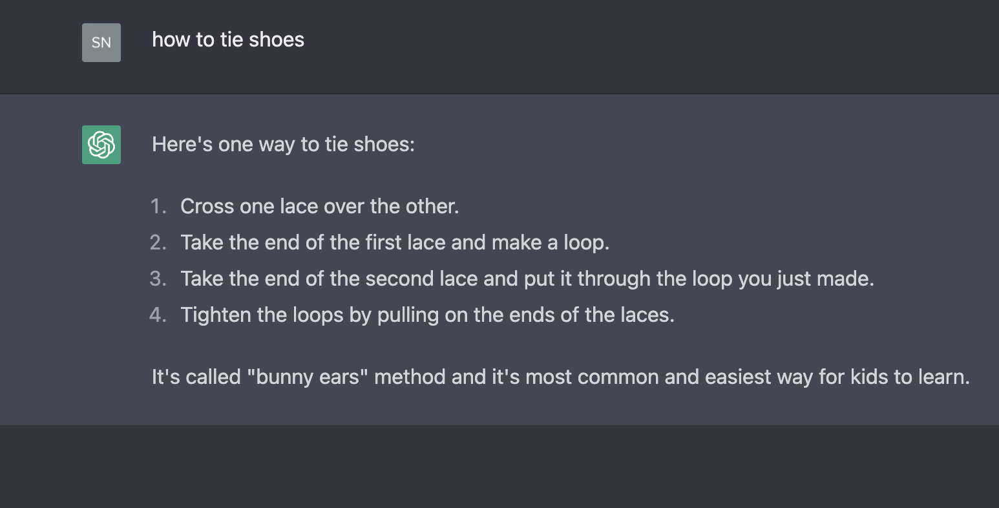 SN
how to tie shoes
Here's one way to tie shoes:
1. Cross one lace over the other.
2. Take the end of the first lace and make a loop.
3. Take the end of the second lace and put it through the loop you just made.
4. Tighten the loops by pulling on the ends of the laces.
It's called "bunny ears" method and it's most common and easiest way for kids to learn.